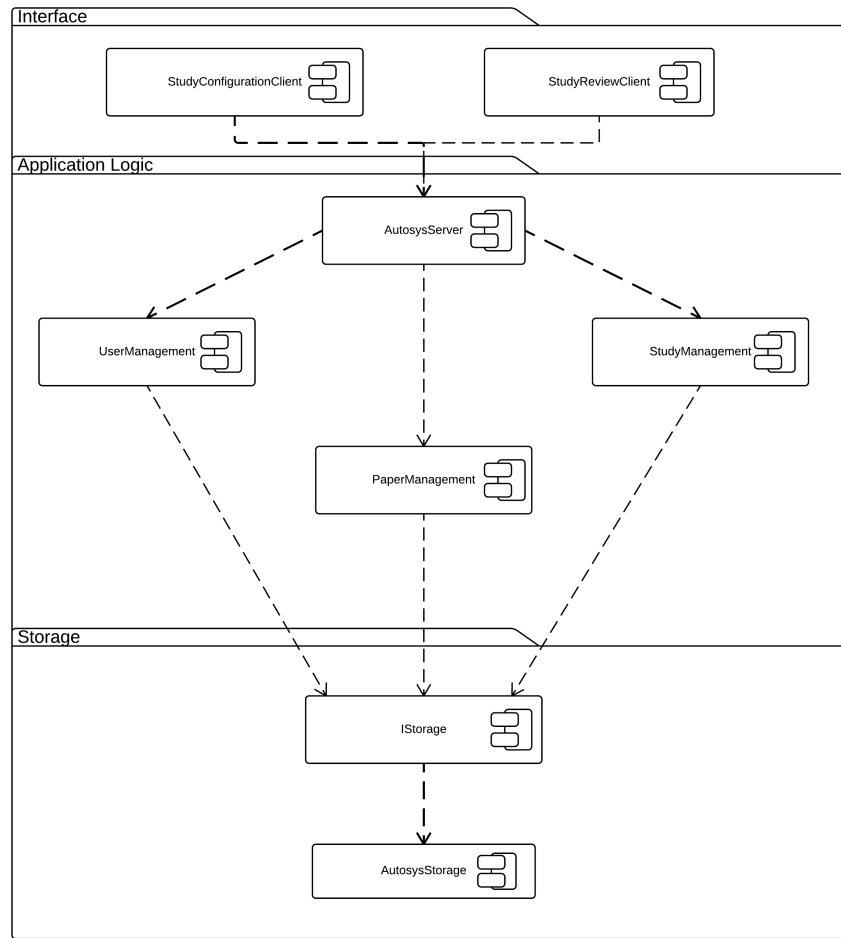 Interface
StudyConfigurationClient
StudyReviewClient
Application Logic
AutosysServer
UserManagement
StudyManagement
PaperManagement
Storage
IStorage
AutosysStorage